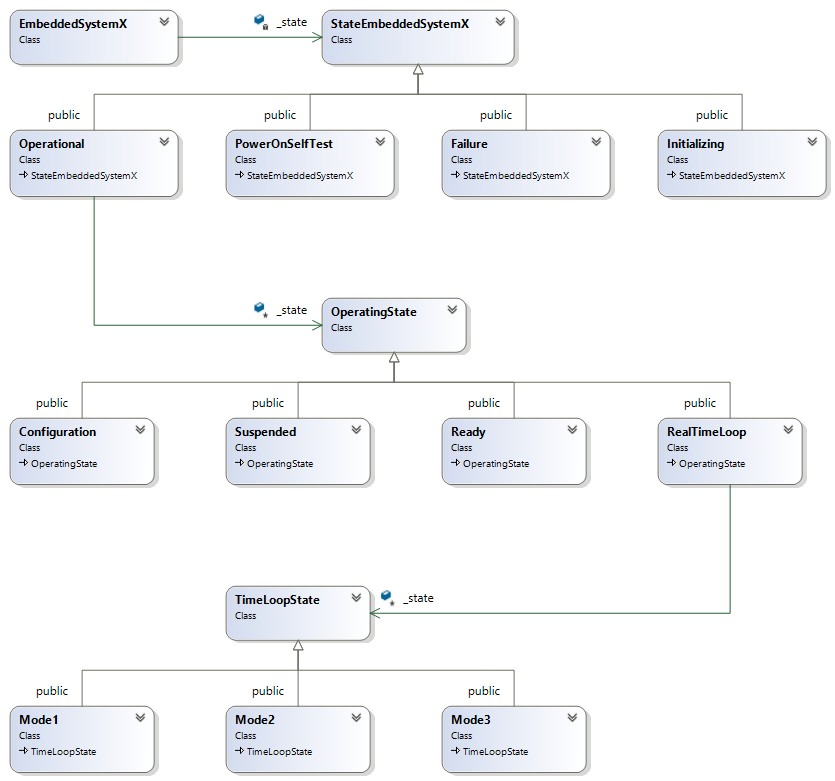 EmbeddedSystemX
Class
_state
StateEmbeddedSystemX
Class
public
public
public
public
Operational
Class
StateEmbeddedSystemX
PowerOnSelfTest
Class
StateEmbeddedSystemX
Failure
Class
StateEmbeddedSystemX
Initializing
Class
StateEmbeddedSystemX
_state
OperatingState
Class
public
public
public
public
Configuration
Class
OperatingState
Suspended
Class
OperatingState
Ready
Class
OperatingState
RealTimeLoop
Class
OperatingState
TimeLoopState
Class
_state
public
public
public
Mode1
Class
TimeLoopState
Mode2
Class
TimeLoopState
Mode3
Class
TimeLoopState